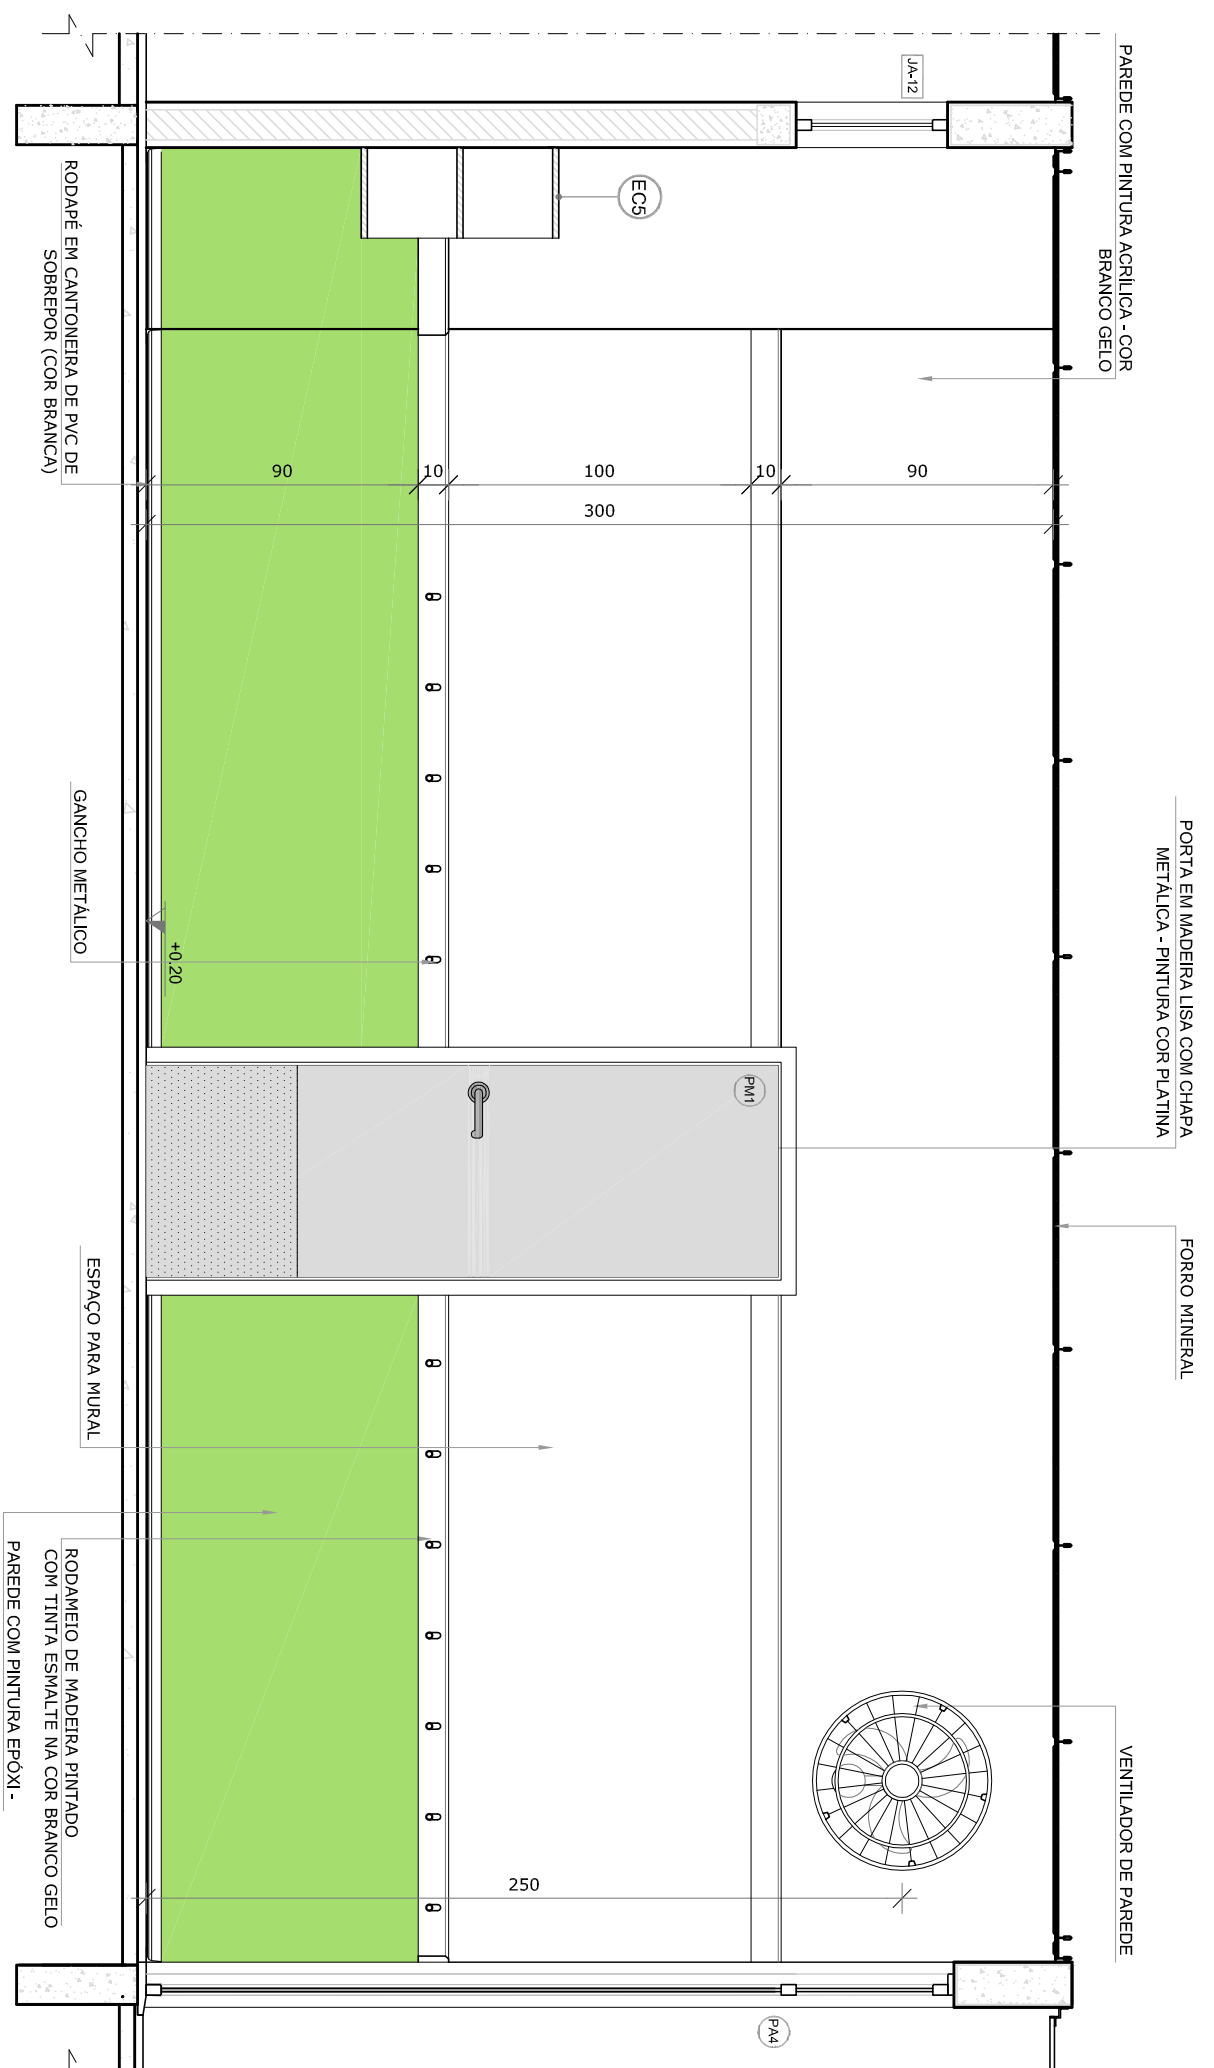 PAREDE COM PINTURA ACRÍLICA - COR
BRANCO GELO
PORTA EM MADEIRA LISA COM CHAPA
METÁLICA - PINTURA COR PLATINA
FORRO MINERAL
VENTILADOR DE PAREDE
JA-12
EC5
90
10
100
10
90
300
PM1
+0.20
250
PA4
RODAPÉ EM CANTONEIRA DE PVC DE
SOBREPOR (COR BRANCA)
GANCHO METÁLICO
ESPAÇO PARA MURAL
RODAMEIO DE MADEIRA PINTADO
COM TINTA ESMALTE NA COR BRANCO GELO
PAREDE COM PINTURA EPÓXI -